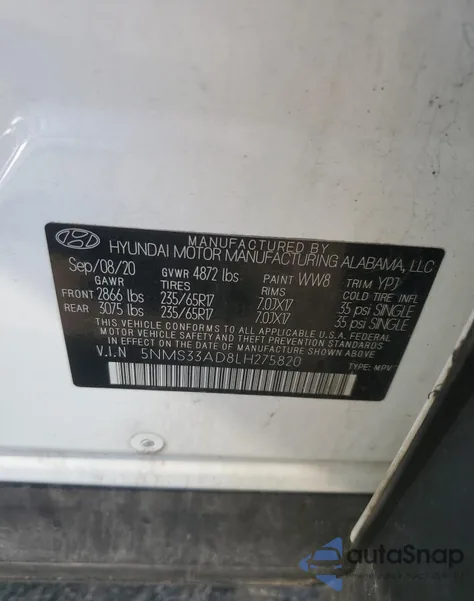 MANUFACTURED BY
HYUNDAI MOTOR MANUFACTURING ALABAMA, LLC
Sep/08/20 GVWR 4872 lbs PAINT WW8 TRIM YPJ
GAWR TIRES RIMS COLD TIRE INFL
FRONT 2866 lbs 235/65R17 7.0JX17 35 psi SINGLE
REAR 3075 lbs 235/65R17 7.0JX17 35 psi SINGLE
THIS VEHICLE CONFORMS TO ALL APPLICABLE U.S.A. FEDERAL
MOTOR VEHICLE SAFETY AND THEFT PREVENTION STANDARDS
IN EFFECT ON THE DATE OF MANUFACTURE SHOWN ABOVE.
V.I.N 5NMS33AD8LH275820
TYPE: MPV
autoSnap